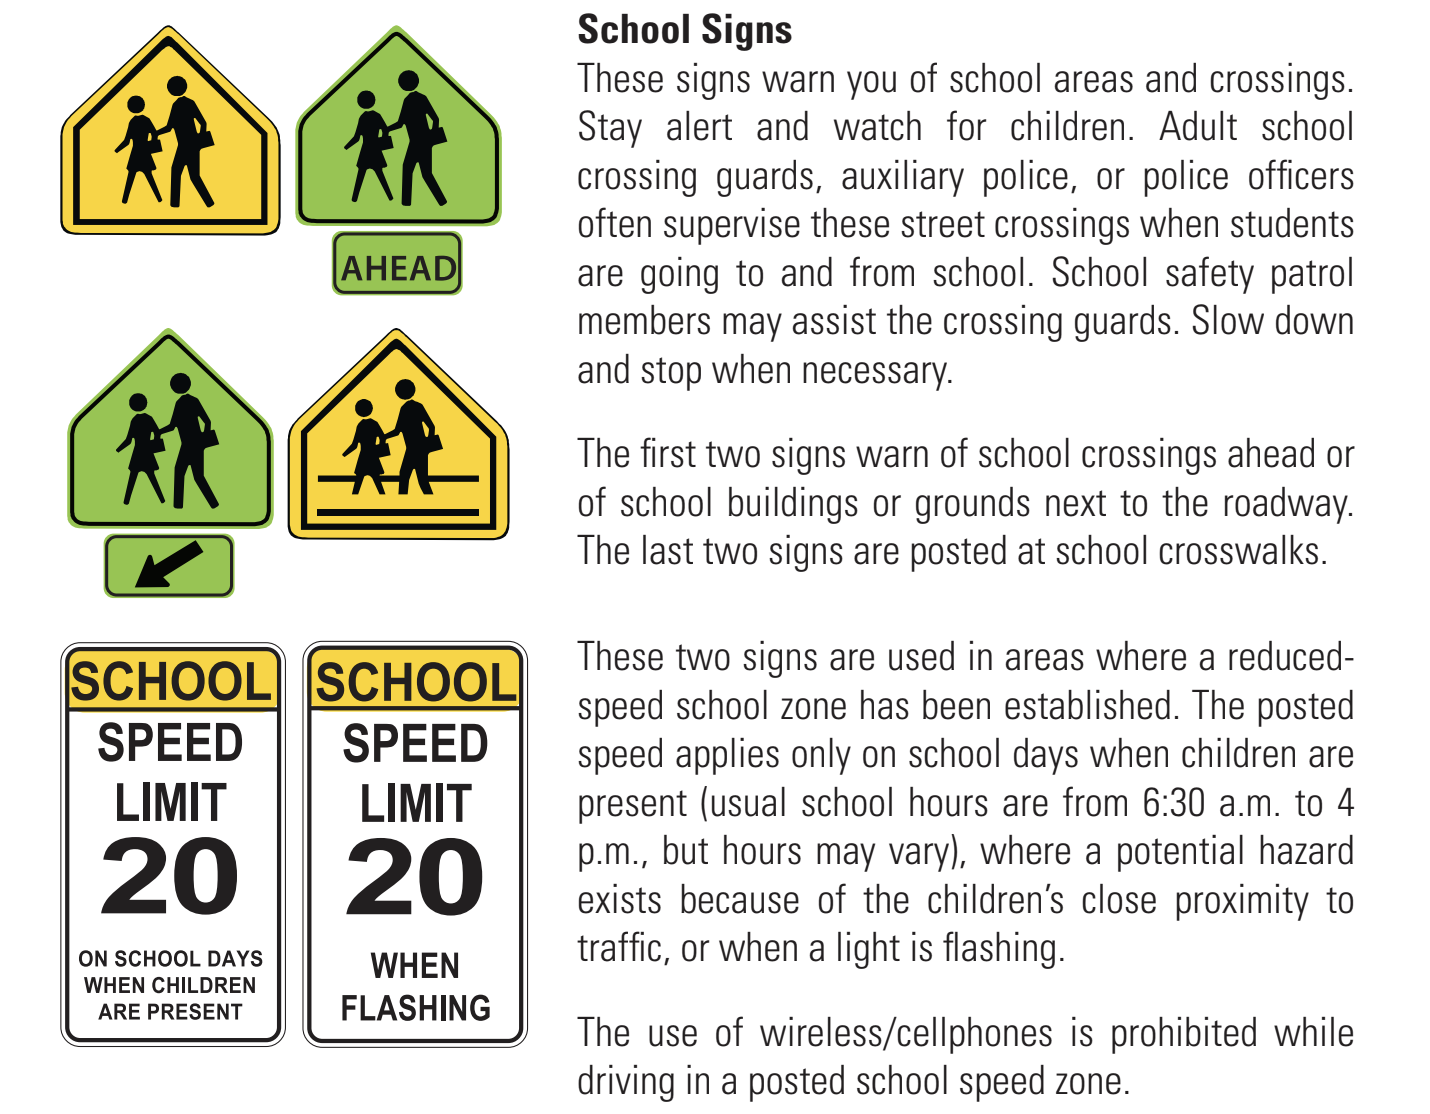 School Signs
These signs warn you of school areas and crossings.
Stay alert and watch for children. Adult school
crossing guards, auxiliary police, or police officers
often supervise these street crossings when students
are going to and from school. School safety patrol
members may assist the crossing guards. Slow down
and stop when necessary.
AHEAD
The first two signs warn of school crossings ahead or
of school buildings or grounds next to the roadway.
The last two signs are posted at school crosswalks.
SCHOOL
SPEED
LIMIT
20
ON SCHOOL DAYS
WHEN CHILDREN
ARE PRESENT
SCHOOL
SPEED
LIMIT
20
WHEN
FLASHING
These two signs are used in areas where a reduced-
speed school zone has been established. The posted
speed applies only on school days when children are
present (usual school hours are from 6:30 a.m. to 4
p.m., but hours may vary), where a potential hazard
exists because of the children’s close proximity to
traffic, or when a light is flashing.
The use of wireless/cellphones is prohibited while
driving in a posted school speed zone.